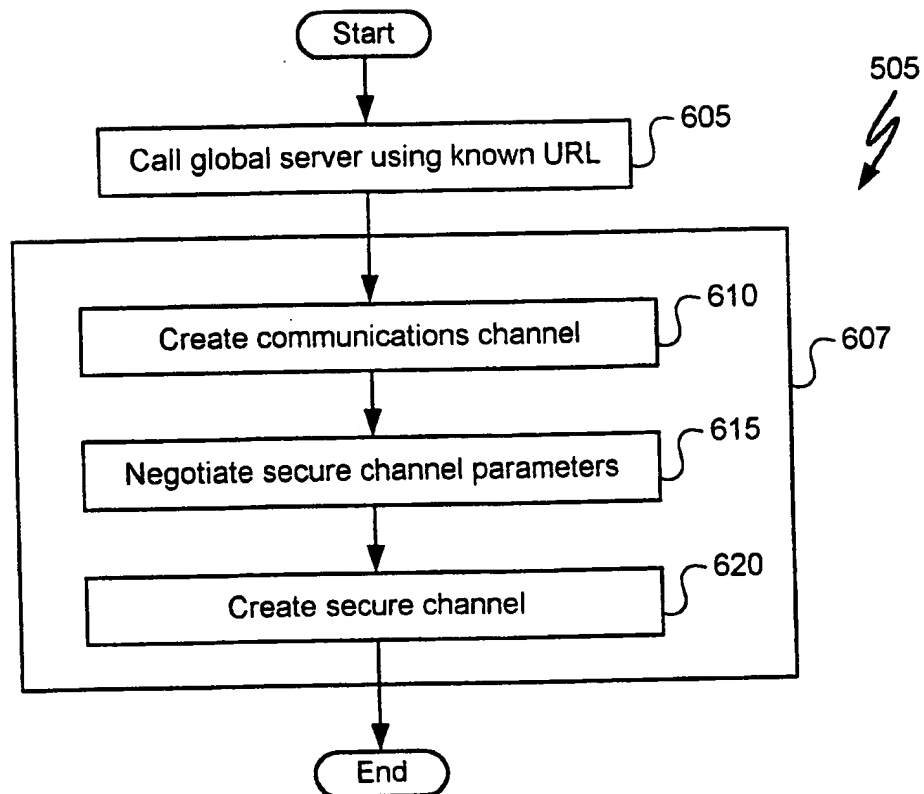 Start
505
Call global server using known URL
605
Create communications channel
610
607
Negotiate secure channel parameters
615
Create secure channel
620
End